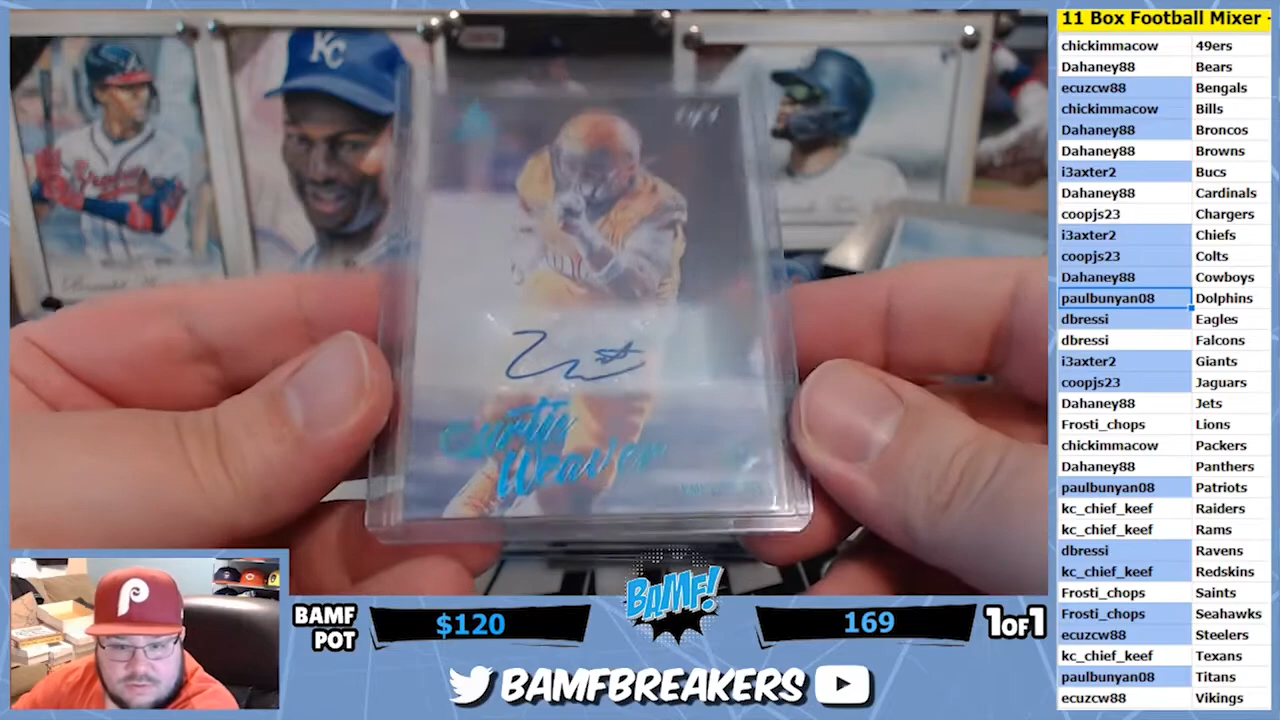 11 Box Football Mixer -
chickimmacow 49ers
Dahaney88 Bears
ecuzcw88 Bengals
chickimmacow Bills
Dahaney88 Broncos
Dahaney88 Browns
i3axter2 Bucs
Dahaney88 Cardinals
coopjs23 Chargers
i3axter2 Chiefs
coopjs23 Colts
Dahaney88 Cowboys
paulbunyan08 Dolphins
dbressi Eagles
dbressi Falcons
i3axter2 Giants
coopjs23 Jaguars
Dahaney88 Jets
Frosti_chops Lions
chickimmacow Packers
Dahaney88 Panthers
paulbunyan08 Patriots
kc_chief_keef Raiders
kc_chief_keef Rams
dbressi Ravens
kc_chief_keef Redskins
Frosti_chops Saints
Frosti_chops Seahawks
ecuzcw88 Steelers
kc_chief_keef Texans
paulbunyan08 Titans
ecuzcw88 Vikings
KC
Curtis
Weaver
P
BAMF
POT
$120
BAMF!
169
1OF1
BAMFBREAKERS